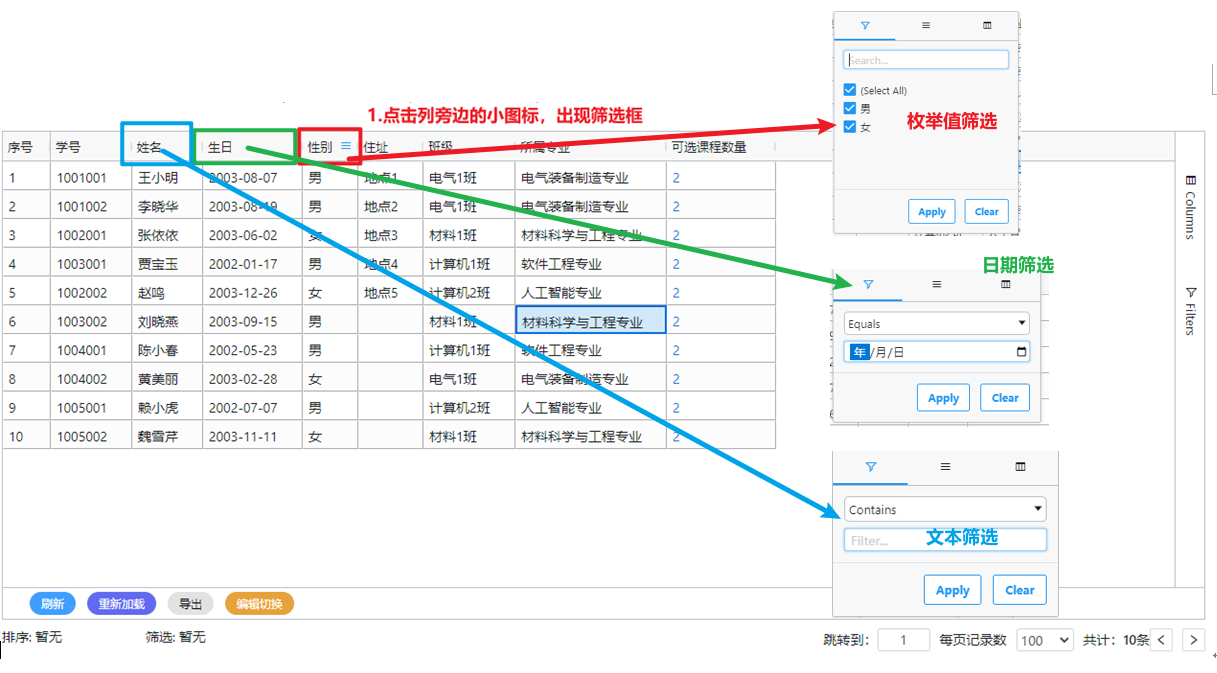 Search...
(Select All)
男
女
枚举值筛选
Apply Clear
1.点击列旁边的小图标，出现筛选框
序号 学号 姓名 生日 性别 住址 班级 所属专业 可选课程数量
1 1001001 王小明 2003-08-07 男 地点1 电气1班 电气装备制造专业 2
2 1001002 李晓华 2003-08-19 男 地点2 电气1班 电气装备制造专业 2
3 1002001 张依依 2003-06-02 女 地点3 材料1班 材料科学与工程专业 2
4 1003001 贾宝玉 2002-01-17 男 地点4 计算机1班 软件工程专业 2
5 1002002 赵鸣 2003-12-26 女 地点5 计算机2班 人工智能专业 2
6 1003002 刘晓燕 2003-09-15 男 材料1班 材料科学与工程专业 2
7 1004001 陈小春 2002-05-23 男 计算机1班 软件工程专业 2
8 1004002 黄美丽 2003-02-28 女 电气1班 电气装备制造专业 2
9 1005001 赖小虎 2002-07-07 男 计算机2班 人工智能专业 2
10 1005002 魏雪芹 2003-11-11 女 材料1班 材料科学与工程专业 2
Columns
Filters
日期筛选
Equals
年/月/日
Apply Clear
Contains
Filter...
文本筛选
Apply Clear
刷新 重新加载 导出 编辑切换
排序: 暂无 筛选: 暂无
跳转到: 1 每页记录数 100 共计: 10条 < >